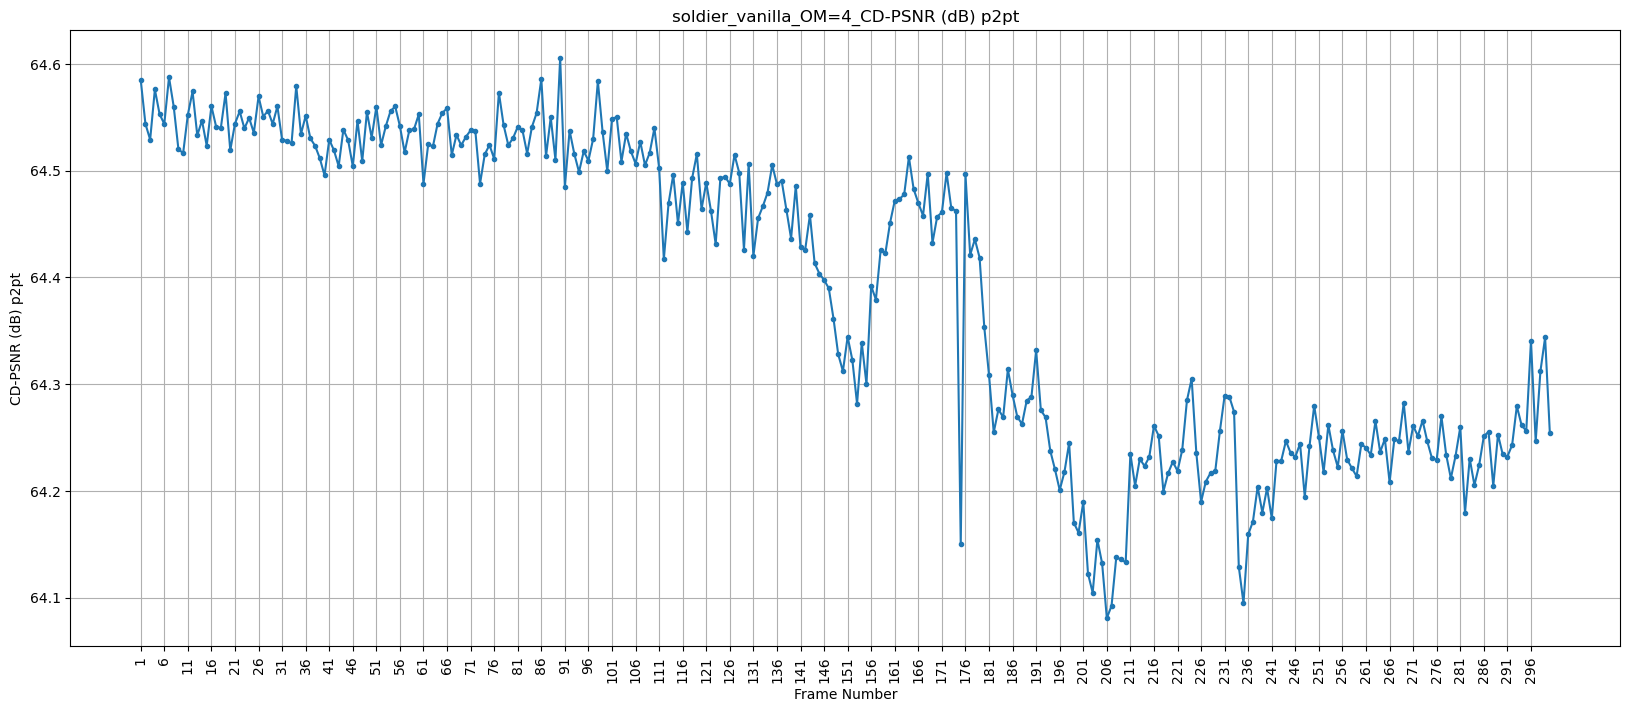 soldier_vanilla_OM=4_CD-PSNR (dB) p2pt
CD-PSNR (dB) p2pt
64.6
64.5
64.4
64.3
64.2
64.1
1 6 11 16 21 26 31 36 41 46 51 56 61 66 71 76 81 86 91 96 101 106 111 116 121 126 131 136 141 146 151 156 161 166 171 176 181 186 191 196 201 206 211 216 221 226 231 236 241 246 251 256 261 266 271 276 281 286 291 296
Frame Number